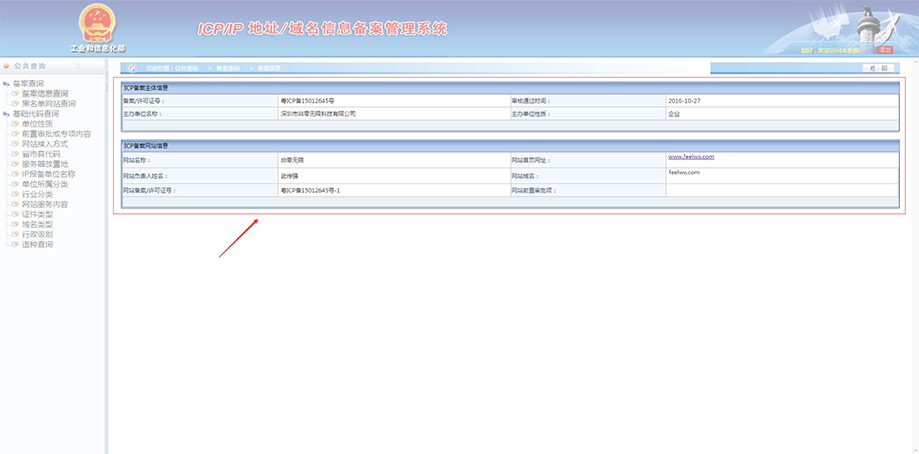 ICP/IP 地址/域名信息备案管理系统
工业和信息化部
您好，欢迎访问本系统! 退出
公共查询
当前位置：公共查询 --> 备案查询 --> 备案信息
返 回
备案查询
备案信息查询
黑名单网站查询
基础代码查询
单位性质
前置审批或专项内容
网站接入方式
省市县代码
服务器放置地
IP报备单位名称
单位所属分类
行业分类
网站服务内容
证件类型
域名类型
行政级别
语种查询
ICP备案主体信息
备案/许可证号： 粤ICP备15012645号 审核通过时间： 2016-10-27
主办单位名称： 深圳市非零无限科技有限公司 主办单位性质： 企业
ICP备案网站信息
网站名称： 非零无限 网站首页网址： www.feelwx.com
网站负责人姓名： 武传强 网站域名： feelwx.com
网站备案/许可证号： 粤ICP备15012645号-1 网站前置审批项：